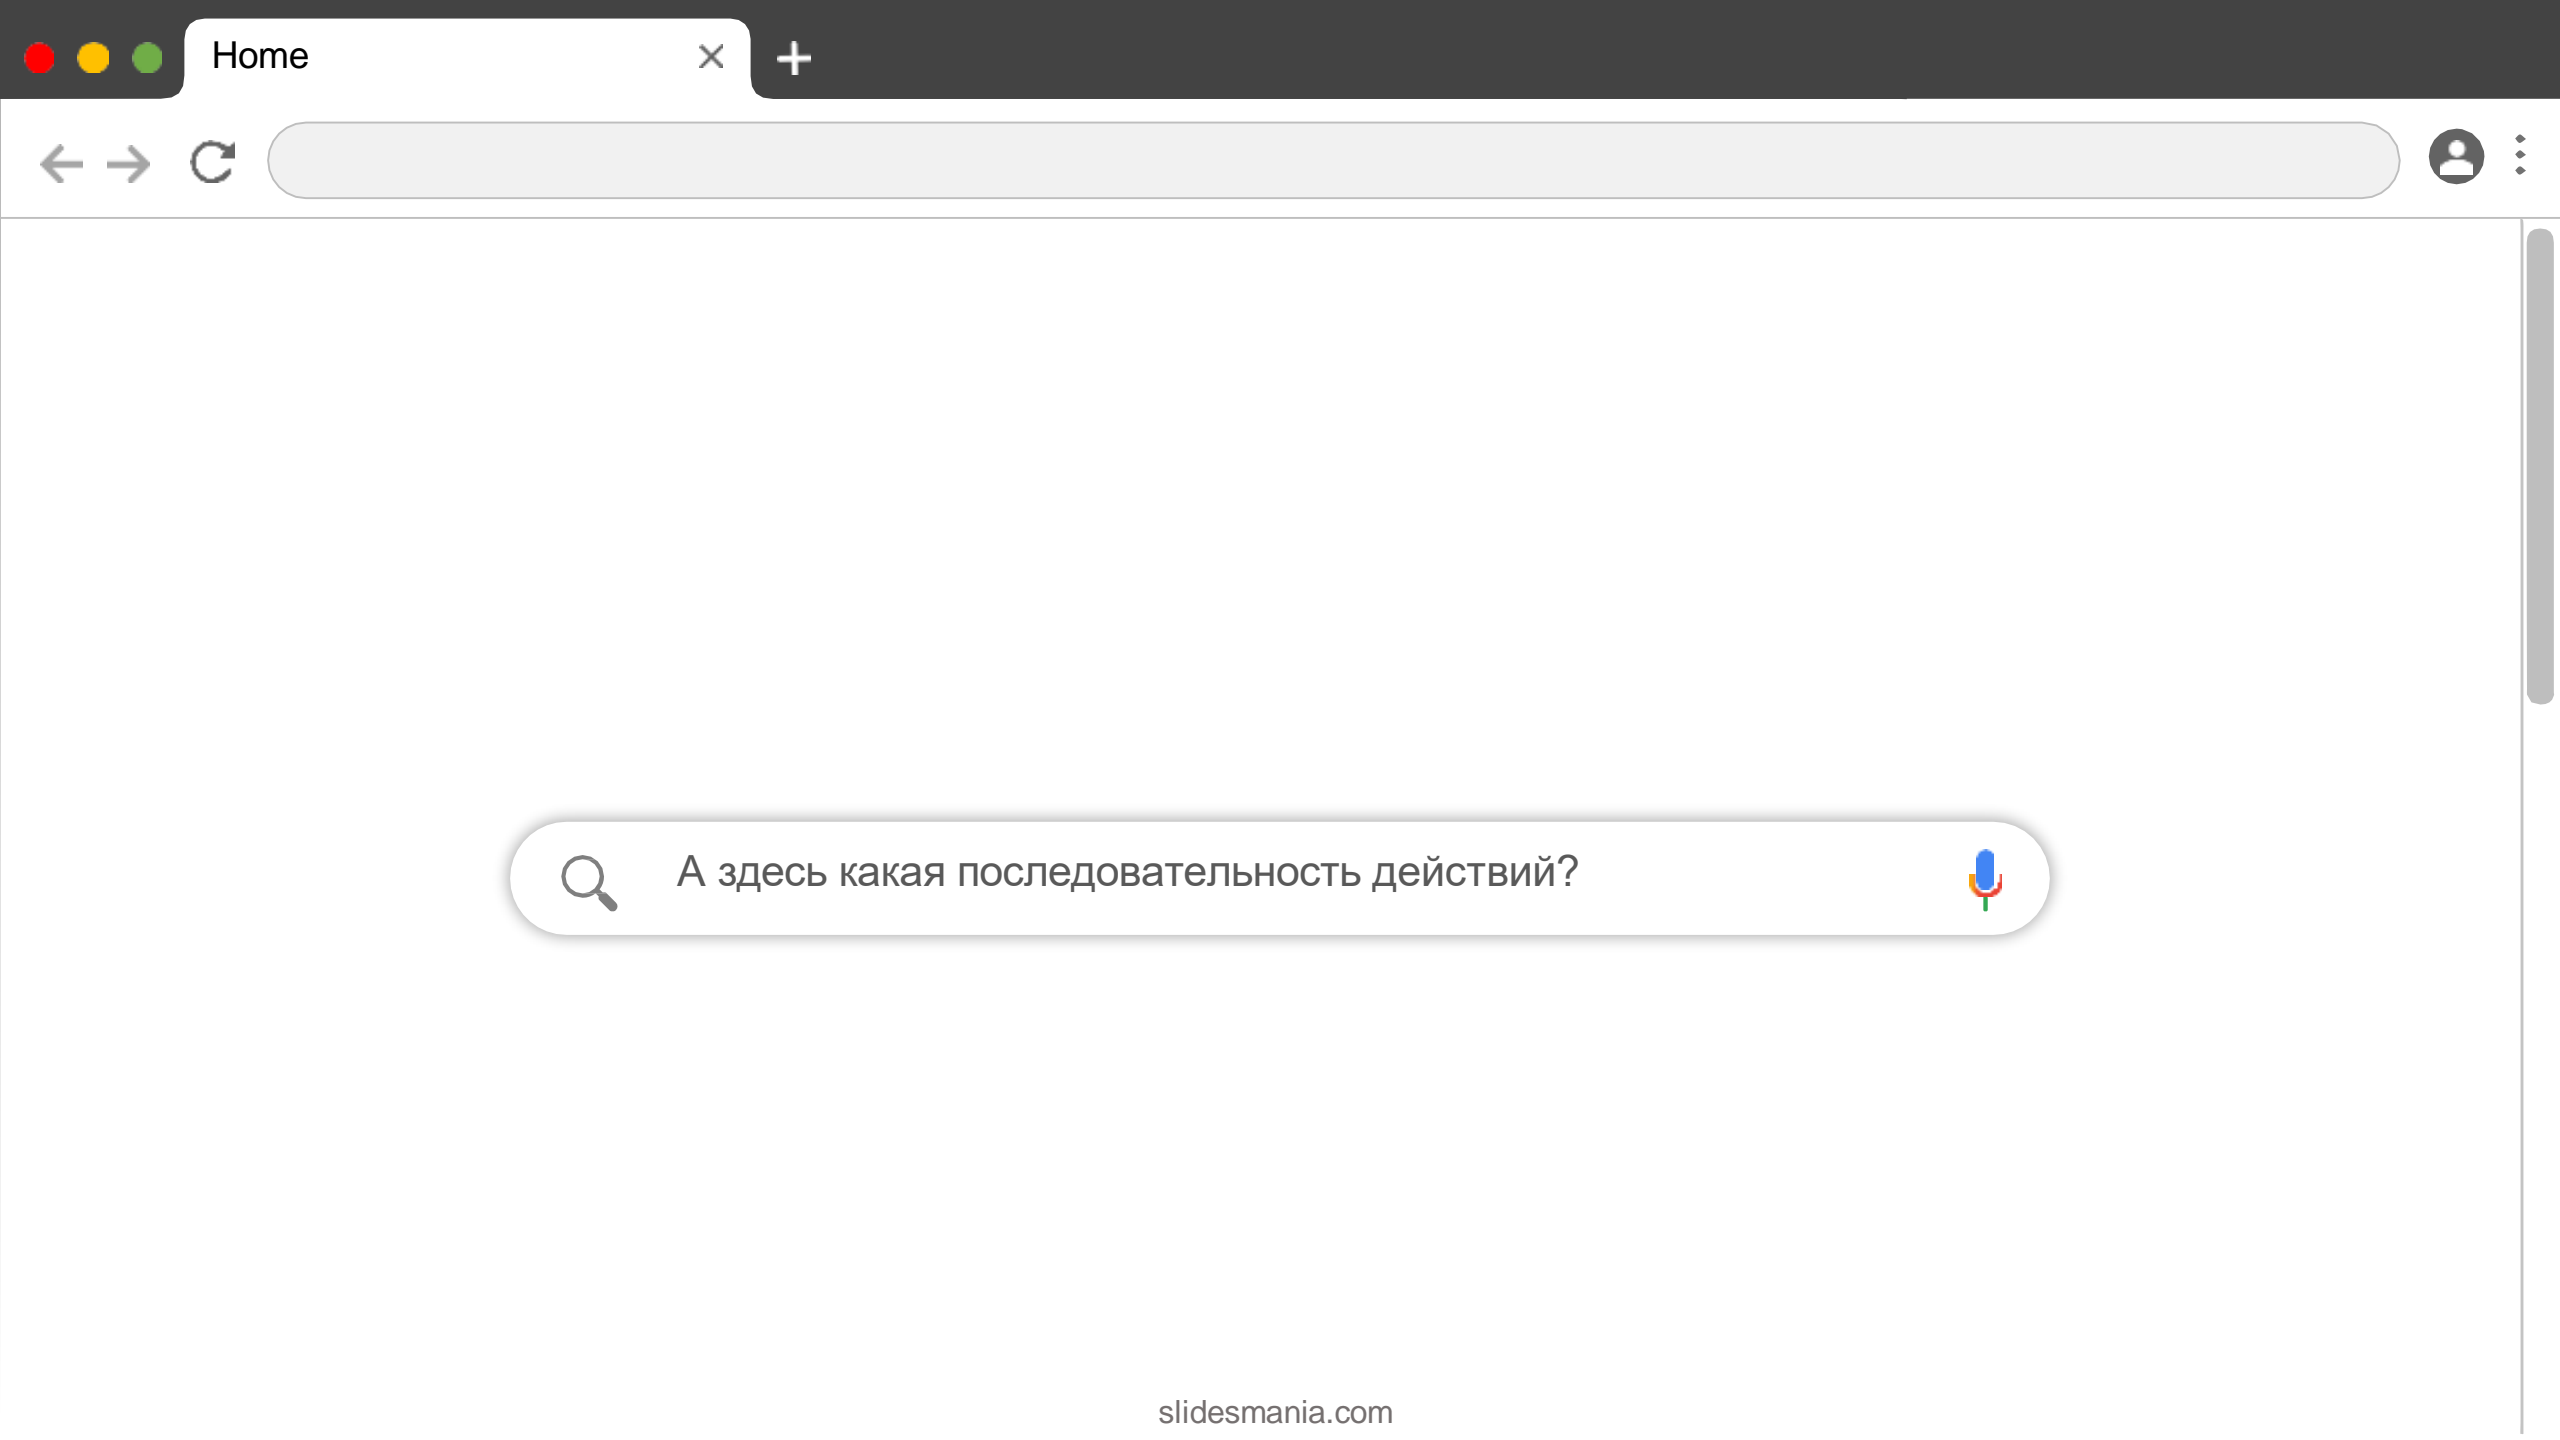 Home
А здесь какая последовательность действий?
slidesmania.com